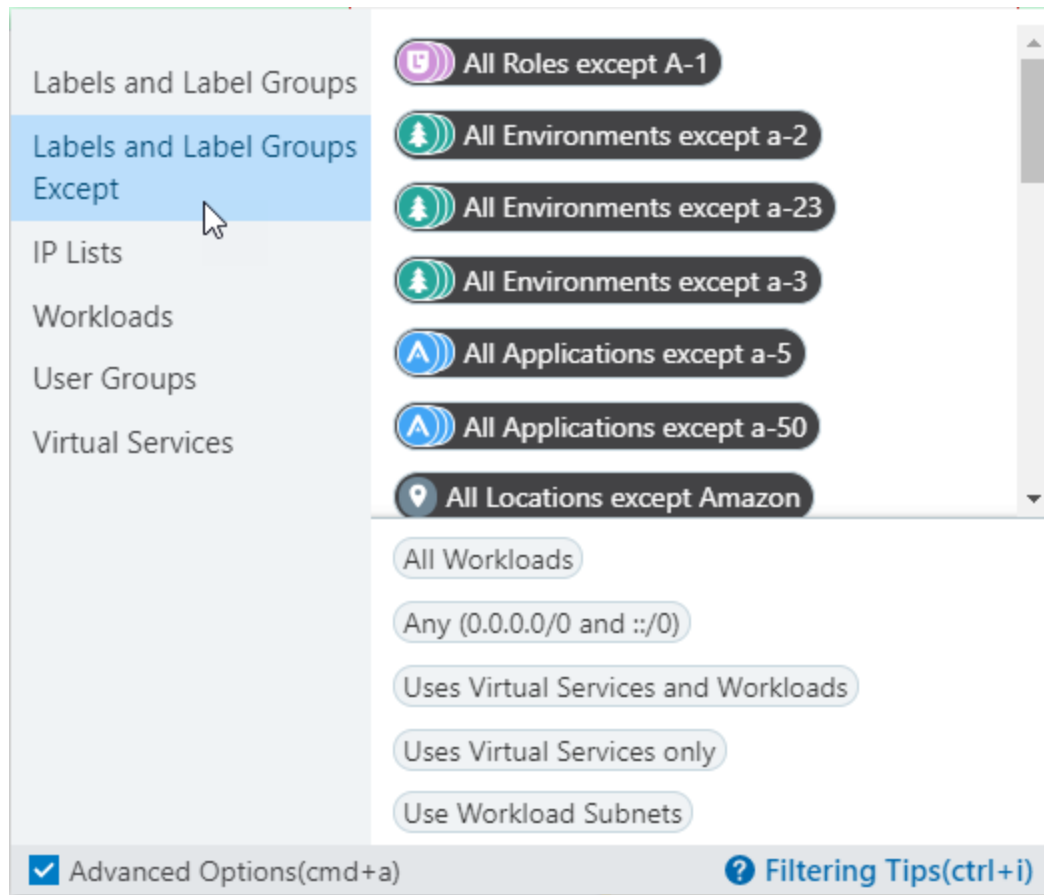 Labels and Label Groups
Labels and Label Groups
Except
IP Lists
Workloads
User Groups
Virtual Services
All Roles except A-1
All Environments except a-2
All Environments except a-23
All Environments except a-3
All Applications except a-5
All Applications except a-50
All Locations except Amazon
All Workloads
Any (0.0.0.0/0 and ::/0)
Uses Virtual Services and Workloads
Uses Virtual Services only
Use Workload Subnets
Advanced Options(cmd+a)
? Filtering Tips(ctrl+i)